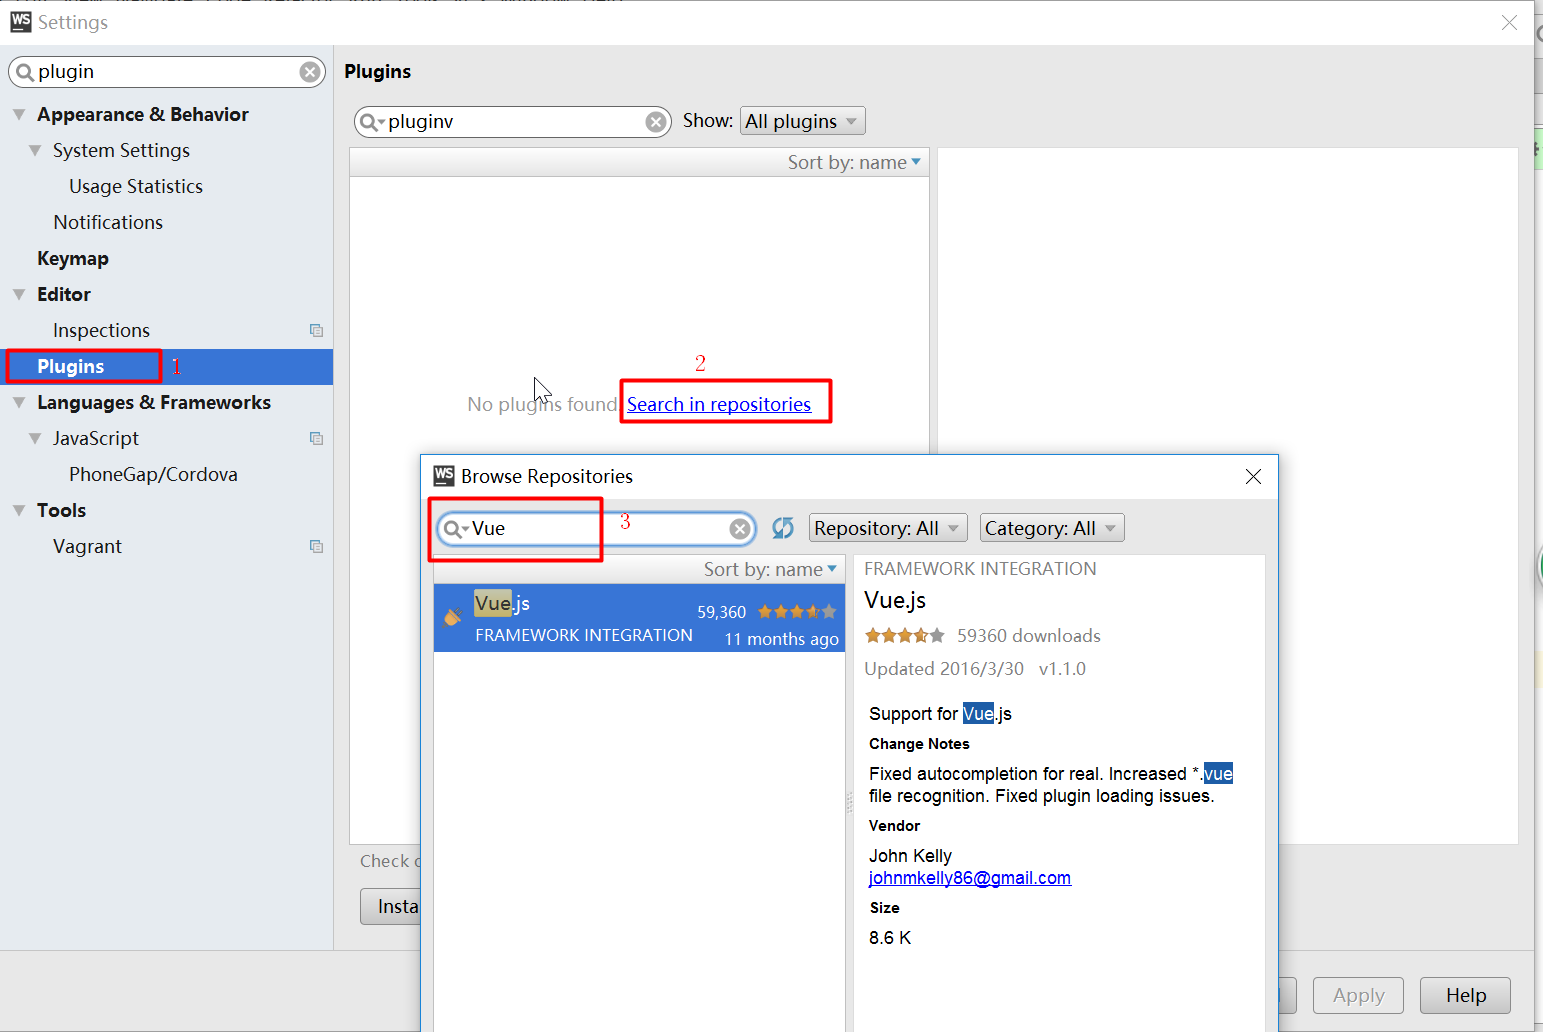 WS Settings
plugin
Appearance & Behavior
System Settings
Usage Statistics
Notifications
Keymap
Editor
Inspections
Plugins 1
Languages & Frameworks
JavaScript
PhoneGap/Cordova
Tools
Vagrant
Plugins
pluginv Show: All plugins
Sort by: name
2
No plugins found Search in repositories
WS Browse Repositories
Vue 3 Repository: All Category: All
Sort by: name
Vue.js 59,360
FRAMEWORK INTEGRATION 11 months ago
FRAMEWORK INTEGRATION
Vue.js
59360 downloads
Updated 2016/3/30 v1.1.0
Support for Vue.js
Change Notes
Fixed autocompletion for real. Increased *.vue
file recognition. Fixed plugin loading issues.
Vendor
John Kelly
johnmkelly86@gmail.com
Size
8.6 K
Check
Insta
Apply Help